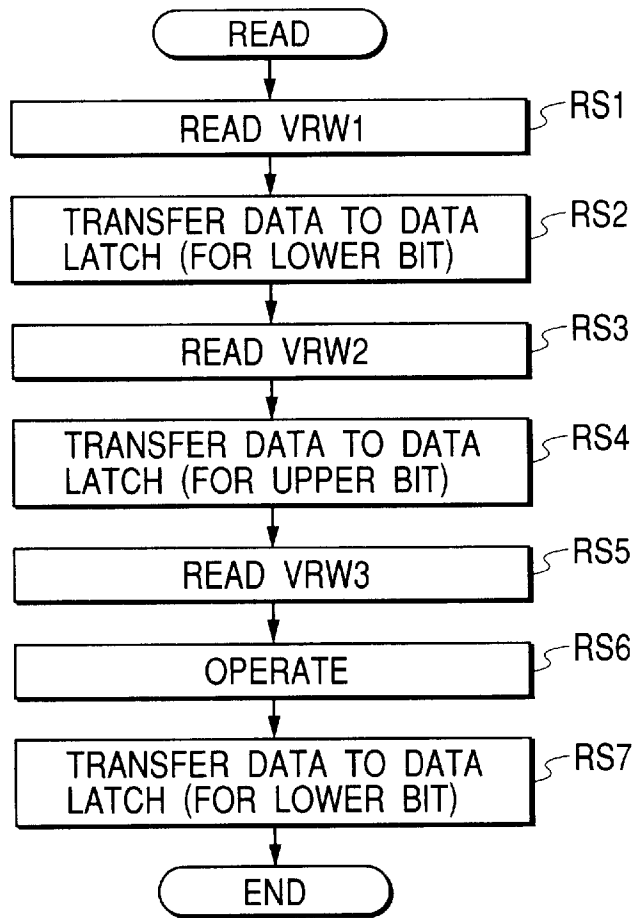 READ
READ VRW1
RS1
TRANSFER DATA TO DATA
LATCH (FOR LOWER BIT)
RS2
READ VRW2
RS3
TRANSFER DATA TO DATA
LATCH (FOR UPPER BIT)
RS4
READ VRW3
RS5
OPERATE
RS6
TRANSFER DATA TO DATA
LATCH (FOR LOWER BIT)
RS7
END